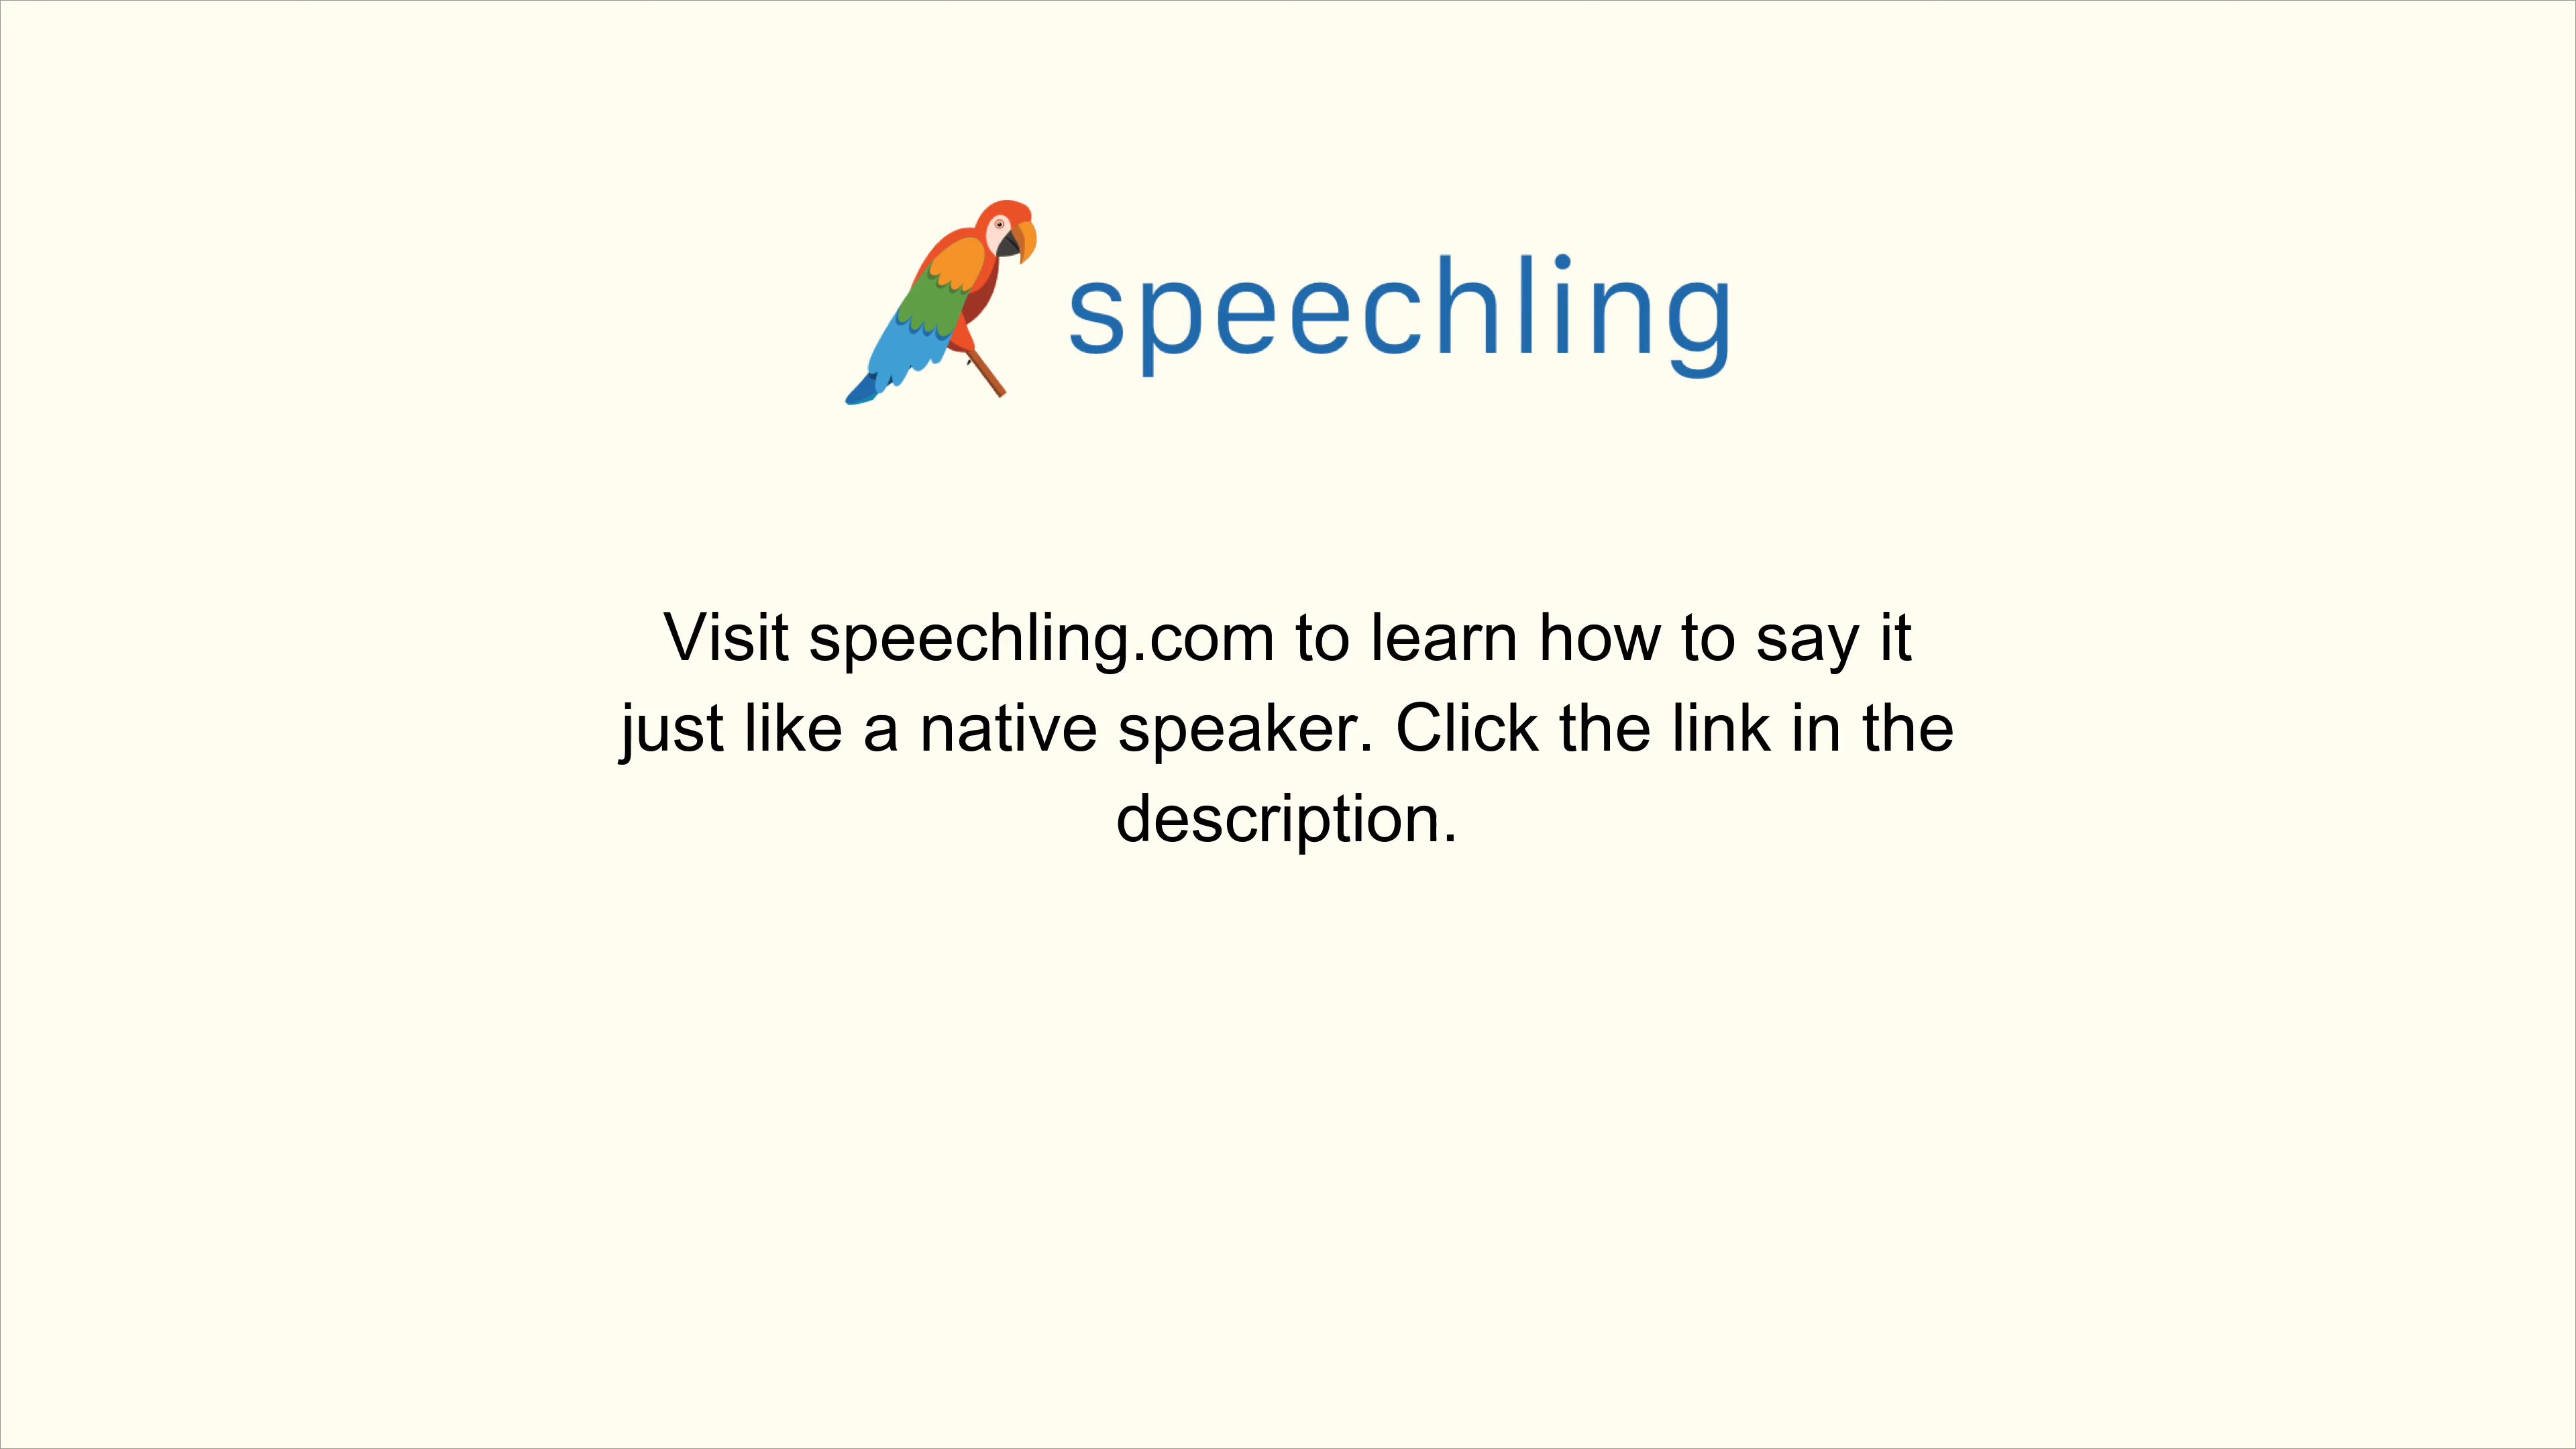 speechling
Visit speechling.com to learn how to say it
just like a native speaker. Click the link in the
description.